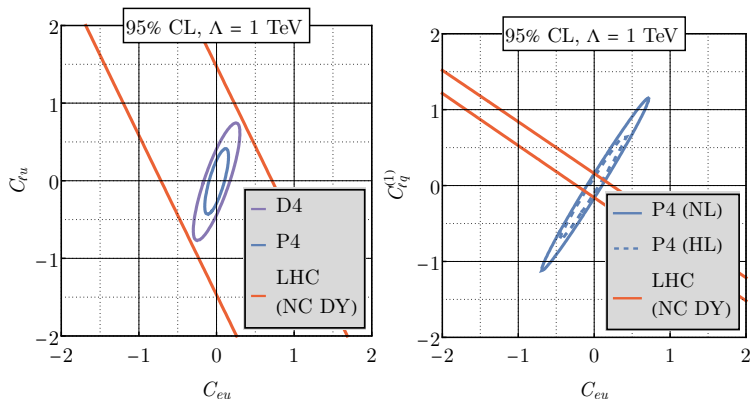 95% CL, Λ = 1 TeV
2
1
0
−1
−2
C_{ℓu}
D4
P4
LHC
(NC DY)
−2 −1 0 1 2
C_{eu}
95% CL, Λ = 1 TeV
2
1
0
−1
−2
C_{ℓq}^{(1)}
P4 (NL)
P4 (HL)
LHC
(NC DY)
−2 −1 0 1 2
C_{eu}